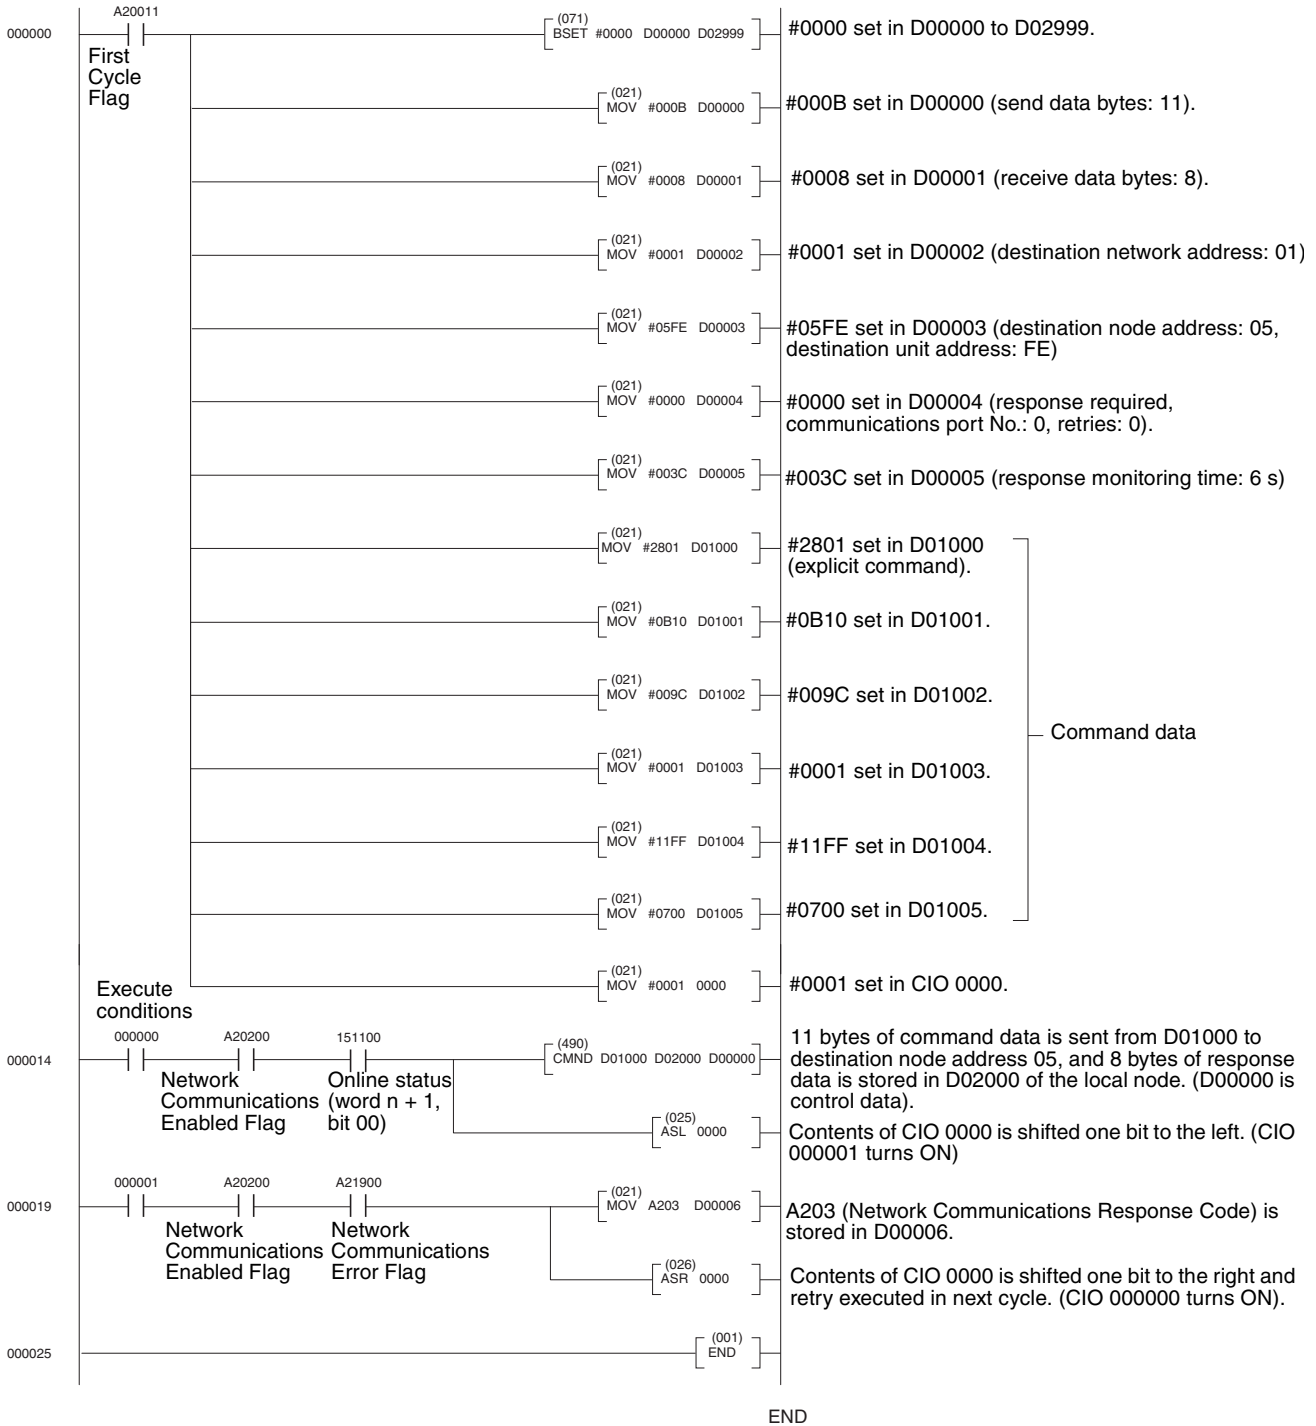 A20011
000000
First
Cycle
Flag
(071)
BSET #0000 D00000 D02999
#0000 set in D00000 to D02999.
(021)
MOV #000B D00000
#000B set in D00000 (send data bytes: 11).
(021)
MOV #0008 D00001
#0008 set in D00001 (receive data bytes: 8).
(021)
MOV #0001 D00002
#0001 set in D00002 (destination network address: 01)
(021)
MOV #05FE D00003
#05FE set in D00003 (destination node address: 05,
destination unit address: FE)
(021)
MOV #0000 D00004
#0000 set in D00004 (response required,
communications port No.: 0, retries: 0).
(021)
MOV #003C D00005
#003C set in D00005 (response monitoring time: 6 s)
(021)
MOV #2801 D01000
#2801 set in D01000
(explicit command).
(021)
MOV #0B10 D01001
#0B10 set in D01001.
(021)
MOV #009C D01002
#009C set in D01002.
Command data
(021)
MOV #0001 D01003
#0001 set in D01003.
(021)
MOV #11FF D01004
#11FF set in D01004.
(021)
MOV #0700 D01005
#0700 set in D01005.
(021)
MOV #0001 0000
#0001 set in CIO 0000.
Execute
conditions
000014
000000
A20200
151100
Network
Communications
Enabled Flag
Online status
(word n + 1,
bit 00)
(490)
CMND D01000 D02000 D00000
11 bytes of command data is sent from D01000 to
destination node address 05, and 8 bytes of response
data is stored in D02000 of the local node. (D00000 is
control data).
(025)
ASL 0000
Contents of CIO 0000 is shifted one bit to the left. (CIO
000001 turns ON)
000019
000001
A20200
A21900
Network
Communications
Enabled Flag
Network
Communications
Error Flag
(021)
MOV A203 D00006
A203 (Network Communications Response Code) is
stored in D00006.
(026)
ASR 0000
Contents of CIO 0000 is shifted one bit to the right and
retry executed in next cycle. (CIO 000000 turns ON).
000025
(001)
END
END